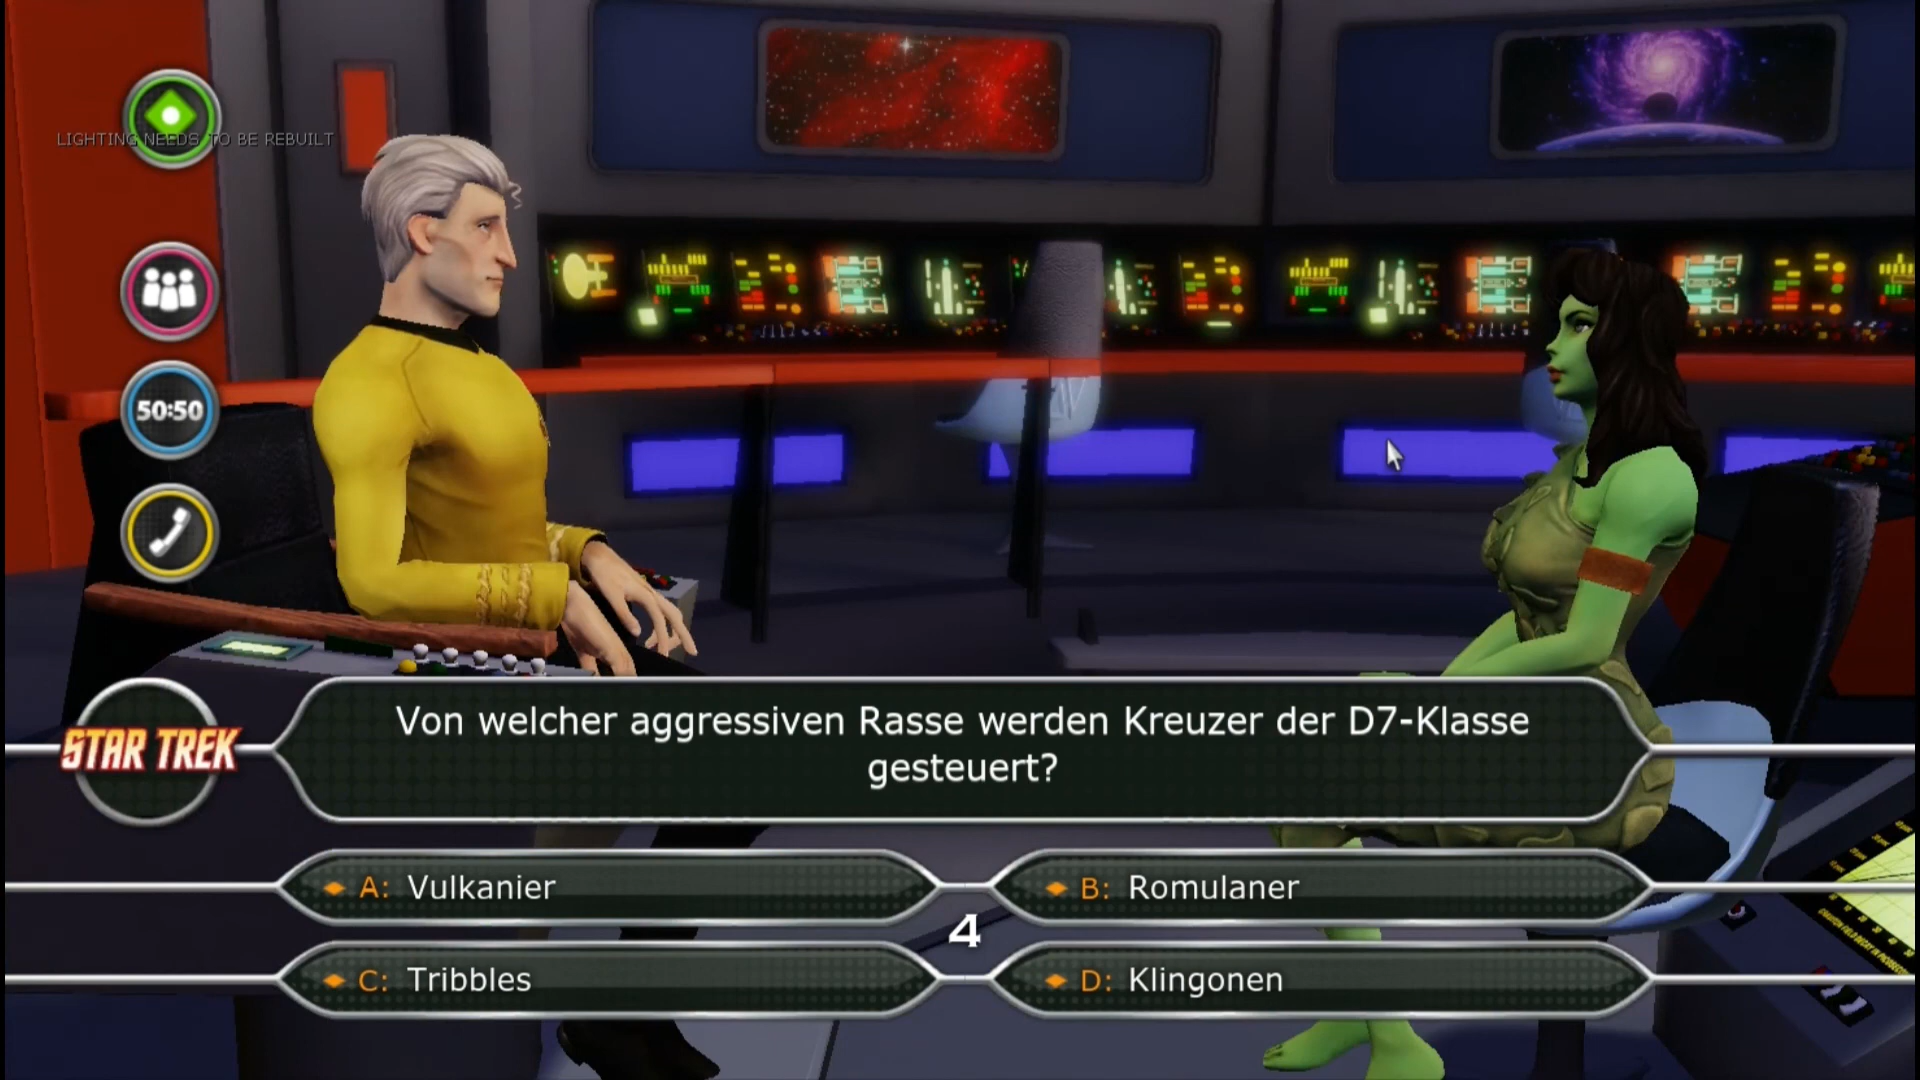 LIGHTING NEEDS TO BE REBUILT
50:50
STAR TREK
Von welcher aggressiven Rasse werden Kreuzer der D7-Klasse
gesteuert?
A: Vulkanier
B: Romulaner
4
C: Tribbles
D: Klingonen